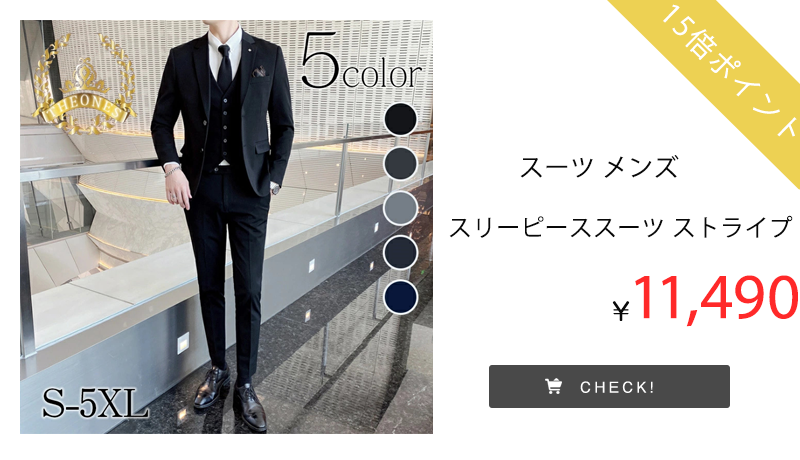 15倍ポイント
THEONES
5color
S-5XL
スーツ メンズ
スリーピーススーツ ストライプ
￥11,490
CHECK!